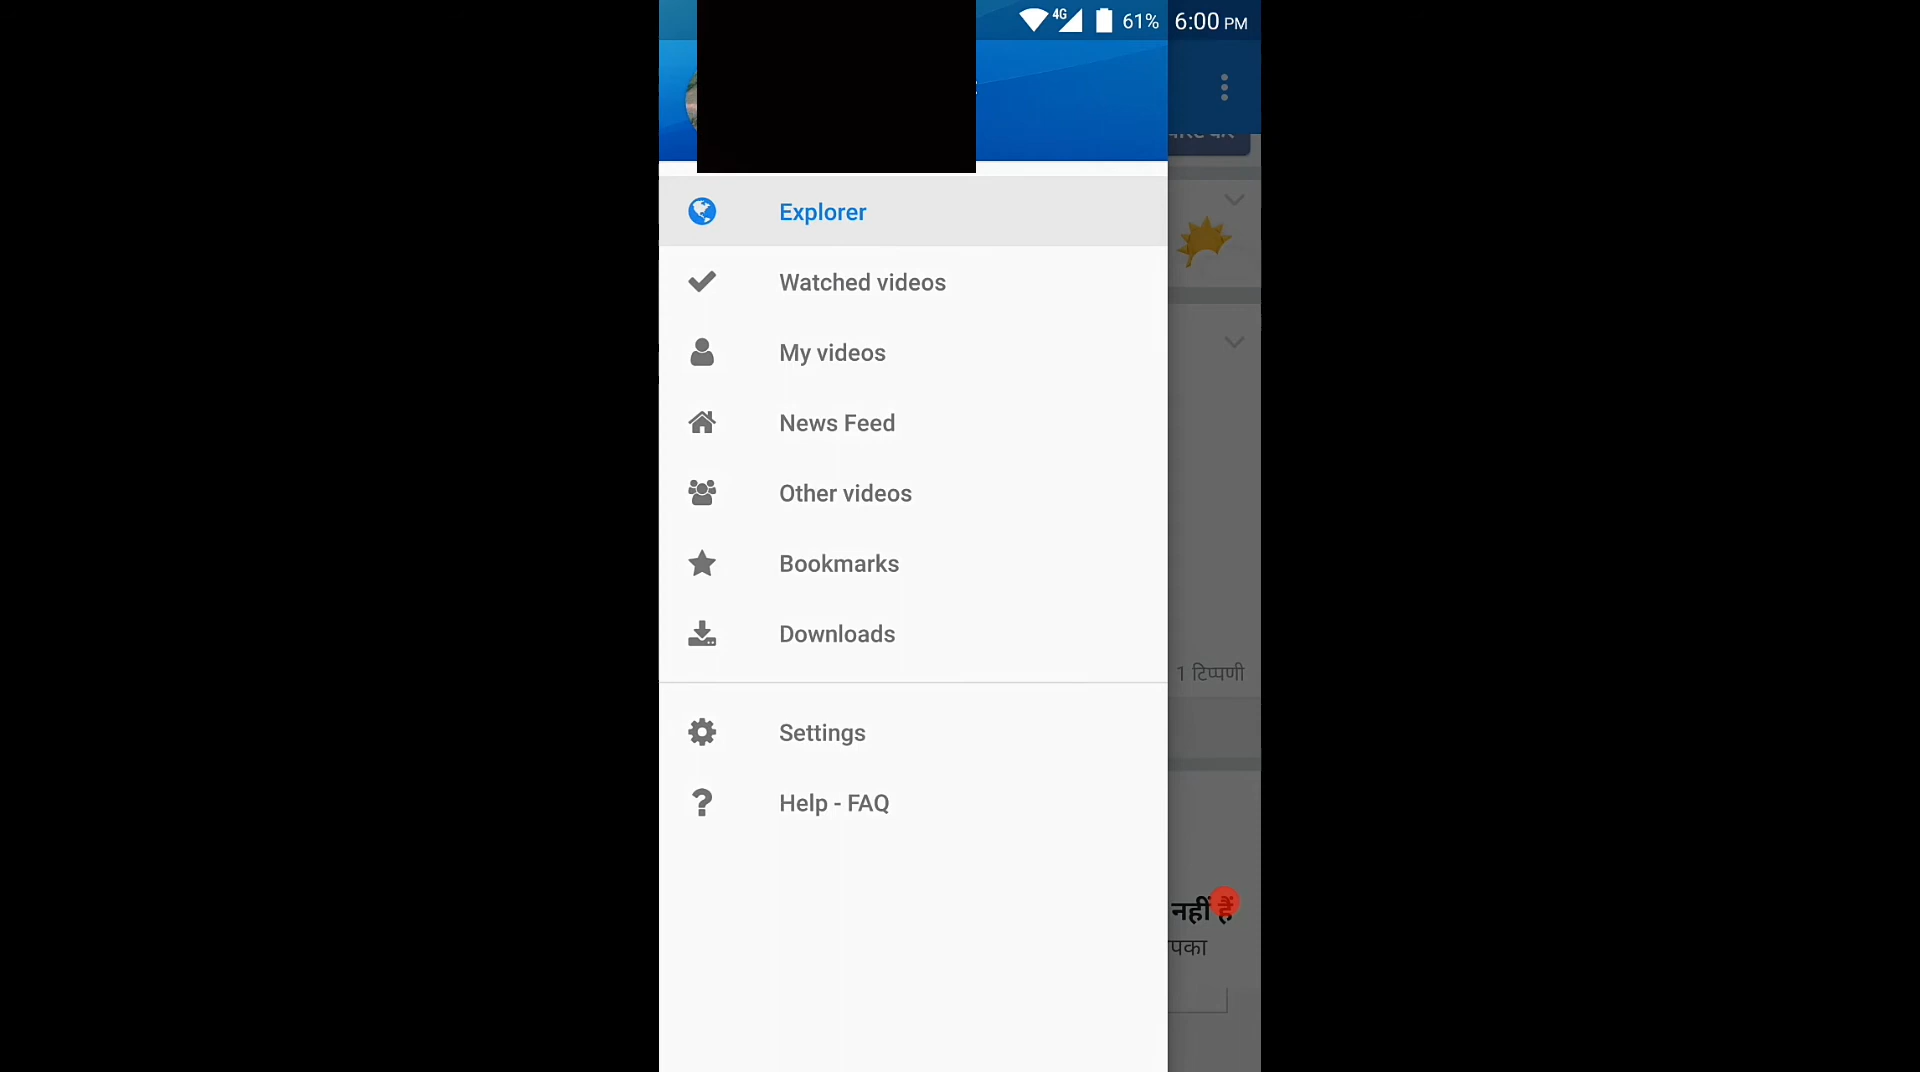 4G 61% 6:00 PM
Explorer
Watched videos
My videos
News Feed
Other videos
Bookmarks
Downloads
1 टिप्पणी
Settings
Help - FAQ
नहीं हैं